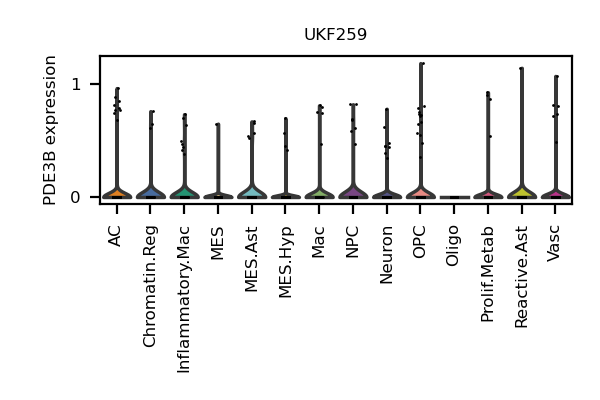 UKF259
PDE3B expression
1
0
AC
Chromatin.Reg
Inflammatory.Mac
MES
MES.Ast
MES.Hyp
Mac
NPC
Neuron
OPC
Oligo
Prolif.Metab
Reactive.Ast
Vasc